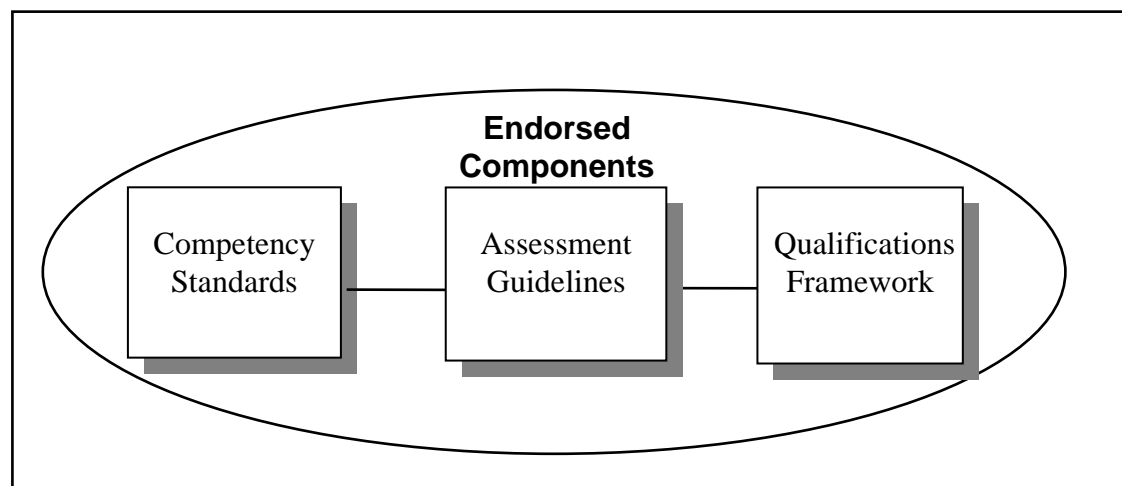 Endorsed
Components
Competency
Standards
Assessment
Guidelines
Qualifications
Framework